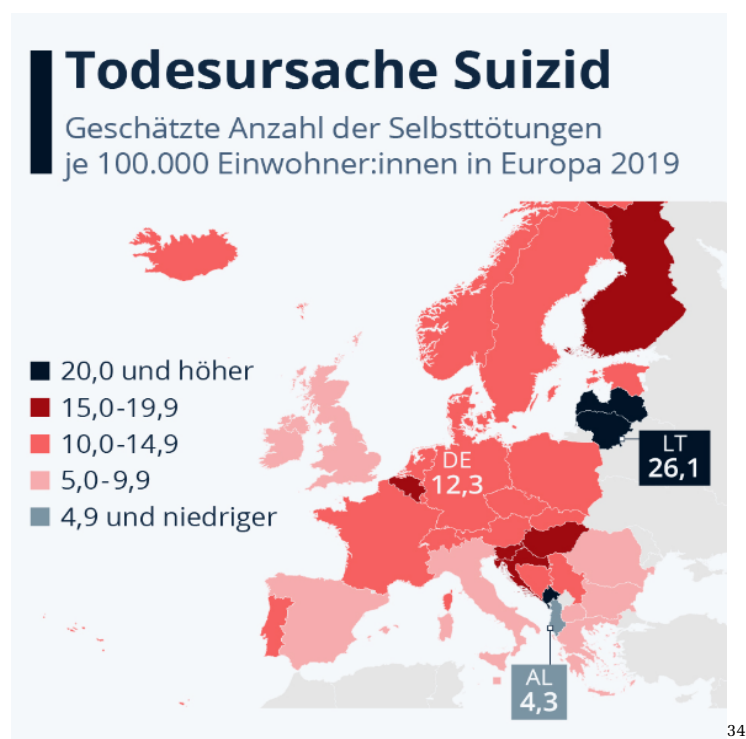 Todesursache Suizid
Geschätzte Anzahl der Selbsttötungen
je 100.000 Einwohner:innen in Europa 2019
20,0 und höher
15,0-19,9
10,0-14,9
5,0-9,9
4,9 und niedriger
DE
12,3
LT
26,1
AL
4,3
34